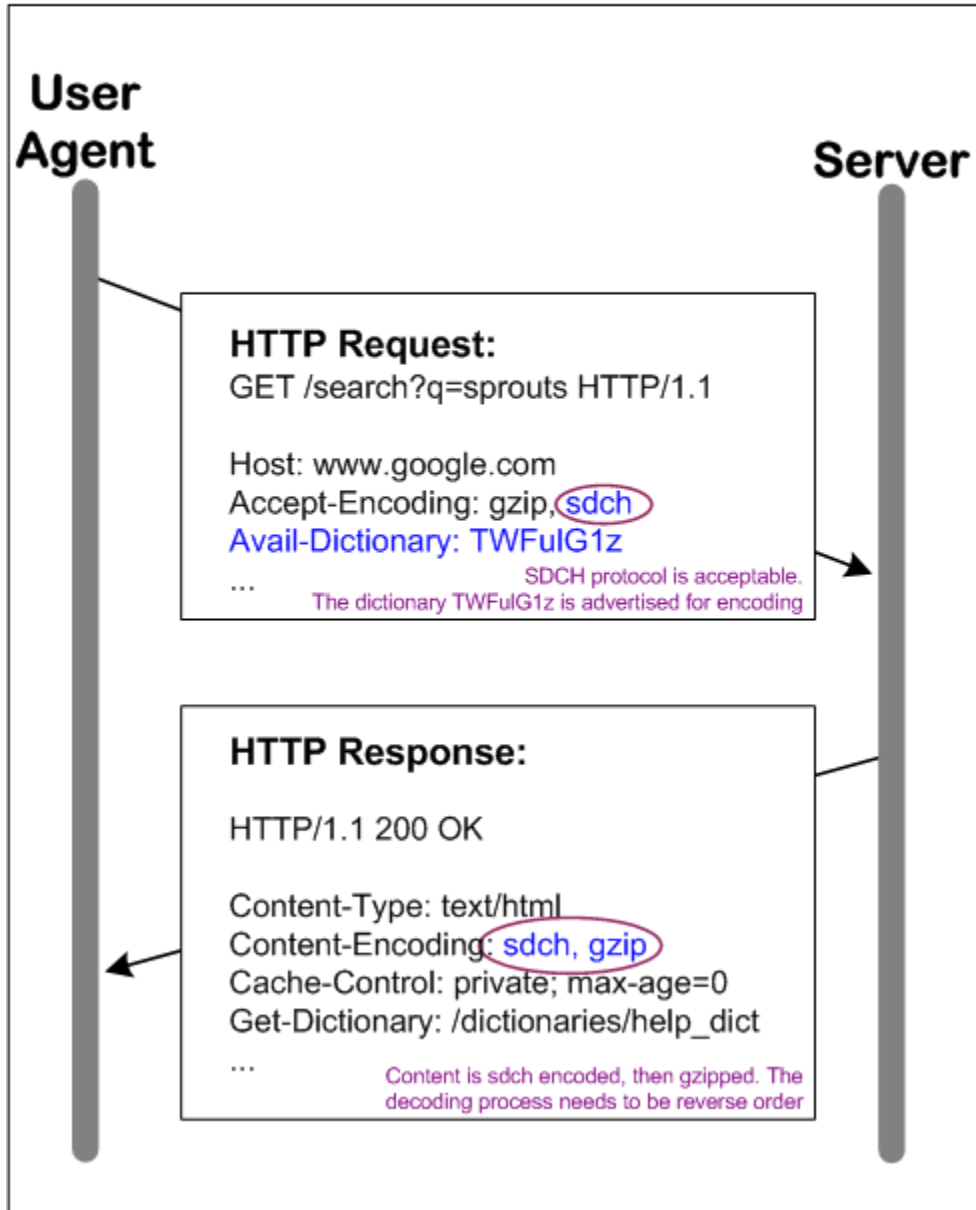 User
Agent
Server
HTTP Request:
GET /search?q=sprouts HTTP/1.1
Host: www.google.com
Accept-Encoding: gzip, sdch
Avail-Dictionary: TWFuIG1z
...
SDCH protocol is acceptable.
The dictionary TWFuIG1z is advertised for encoding
HTTP Response:
HTTP/1.1 200 OK
Content-Type: text/html
Content-Encoding: sdch, gzip
Cache-Control: private; max-age=0
Get-Dictionary: /dictionaries/help_dict
...
Content is sdch encoded, then gzipped. The
decoding process needs to be reverse order